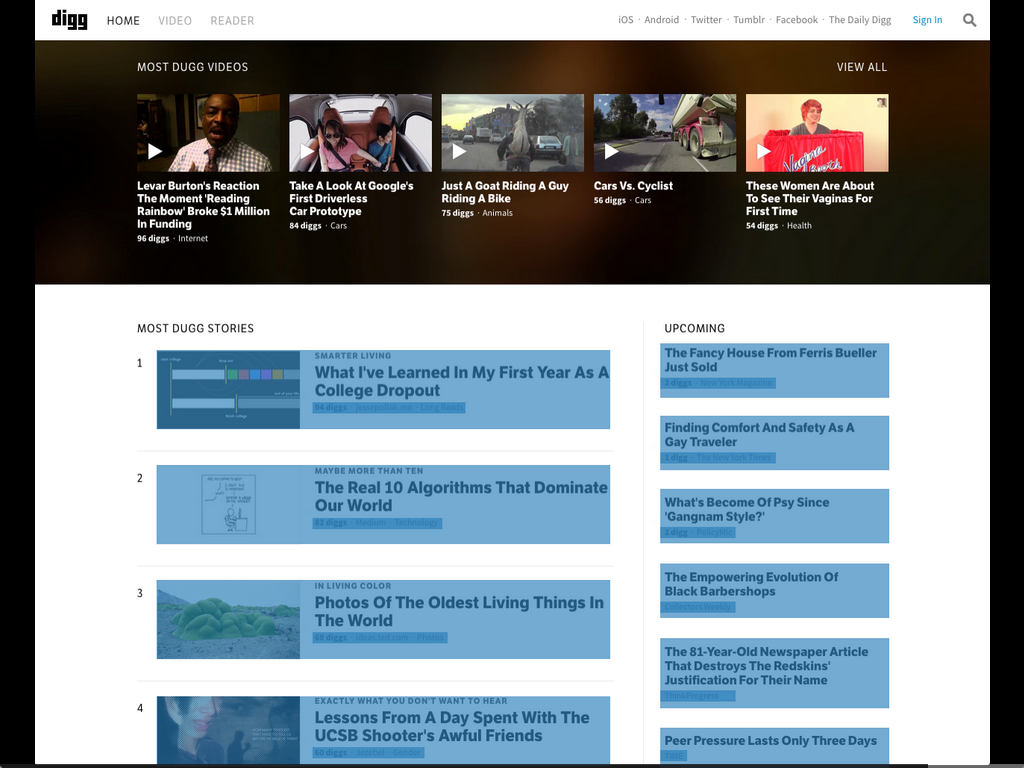 digg HOME VIDEO READER iOS · Android · Twitter · Tumblr · Facebook · The Daily Digg Sign In
MOST DUGG VIDEOS VIEW ALL
Levar Burton's Reaction
The Moment 'Reading
Rainbow' Broke $1 Million
In Funding
96 diggs · Internet
Take A Look At Google's
First Driverless
Car Prototype
84 diggs · Cars
Just A Goat Riding A Guy
Riding A Bike
75 diggs · Animals
Cars Vs. Cyclist
56 diggs · Cars
Vagina
These Women Are About
To See Their Vaginas For
First Time
54 diggs · Health
MOST DUGG STORIES
1
SMARTER LIVING
What I've Learned In My First Year As A
College Dropout
94 diggs · jessepollak.me · Long Reads
2
MAYBE MORE THAN TEN
The Real 10 Algorithms That Dominate
Our World
82 diggs · Medium · Technology
3
IN LIVING COLOR
Photos Of The Oldest Living Things In
The World
68 diggs · ideas.ted.com · Photos
4
EXACTLY WHAT YOU DON'T WANT TO HEAR
Lessons From A Day Spent With The
UCSB Shooter's Awful Friends
60 diggs · Jezebel · Gender
UPCOMING
The Fancy House From Ferris Bueller
Just Sold
2 diggs · New York Magazine
Finding Comfort And Safety As A
Gay Traveler
1 digg · The New York Times
What's Become Of Psy Since
'Gangnam Style?'
1 digg · PolicyMic
The Empowering Evolution Of
Black Barbershops
Collectors Weekly
The 81-Year-Old Newspaper Article
That Destroys The Redskins'
Justification For Their Name
ThinkProgress
Peer Pressure Lasts Only Three Days
TIME